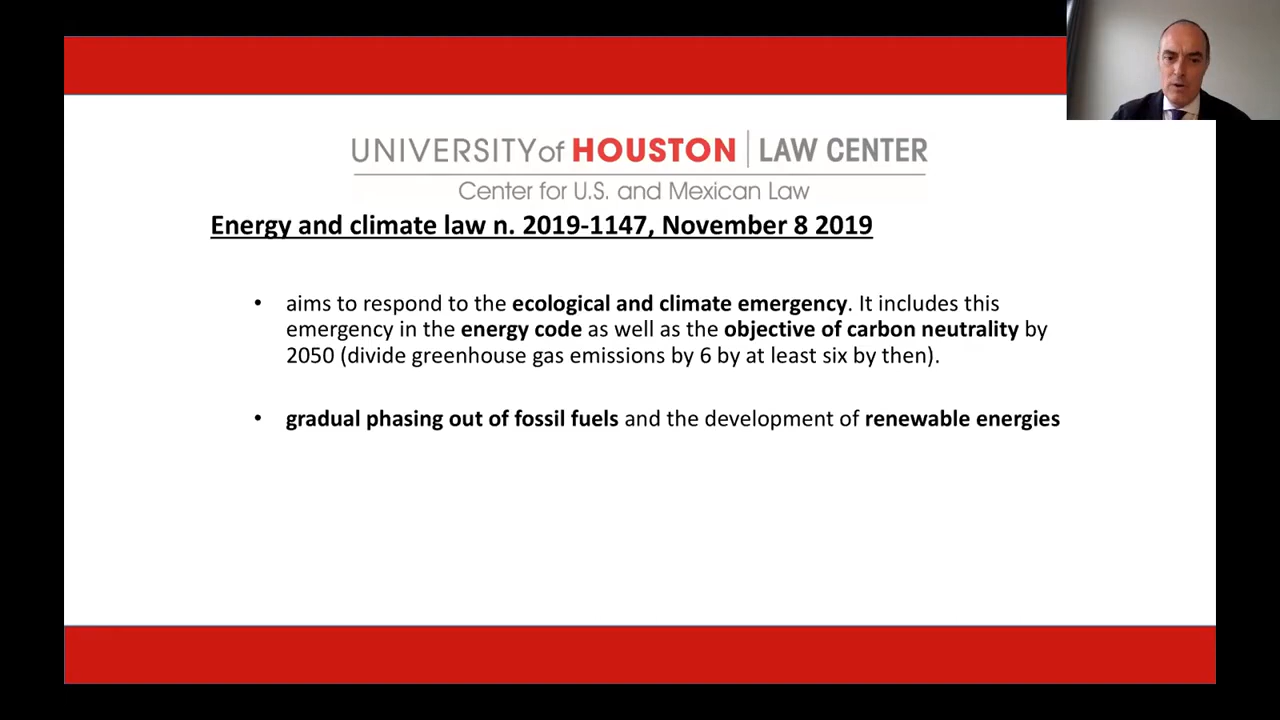 UNIVERSITY of HOUSTON | LAW CENTER
Center for U.S. and Mexican Law
Energy and climate law n. 2019-1147, November 8 2019
• aims to respond to the ecological and climate emergency. It includes this
emergency in the energy code as well as the objective of carbon neutrality by
2050 (divide greenhouse gas emissions by 6 by at least six by then).
• gradual phasing out of fossil fuels and the development of renewable energies